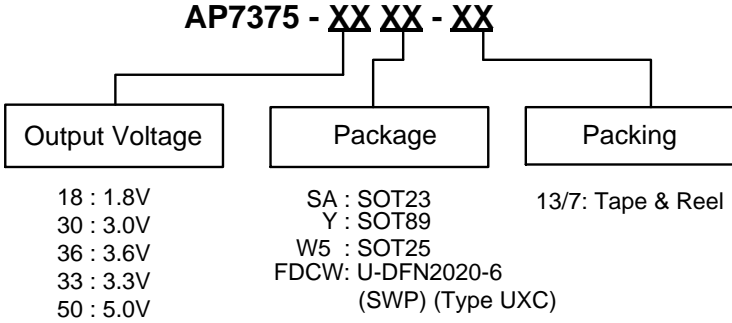 AP7375 - XX XX - XX
Output Voltage
18 : 1.8V
30 : 3.0V
36 : 3.6V
33 : 3.3V
50 : 5.0V
Package
SA : SOT23
Y : SOT89
W5 : SOT25
FDCW: U-DFN2020-6
(SWP) (Type UXC)
Packing
13/7: Tape & Reel